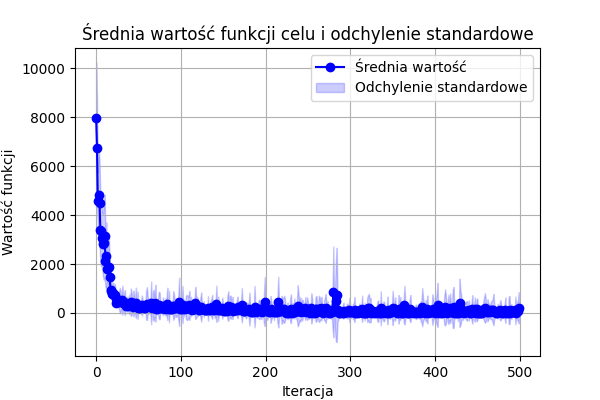 Średnia wartość funkcji celu i odchylenie standardowe
Średnia wartość
Odchylenie standardowe
Wartość funkcji
10000
8000
6000
4000
2000
0
0
100
200
300
400
500
Iteracja